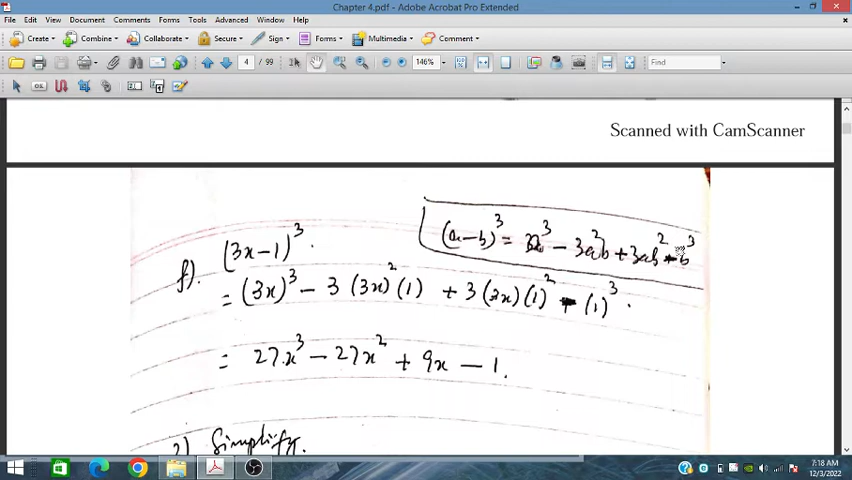 Chapter 4.pdf - Adobe Acrobat Pro Extended
File Edit View Document Comments Forms Tools Advanced Window Help
Create Combine Collaborate Secure Sign Forms Multimedia Comment
4 / 99 146% Find
Scanned with CamScanner
(a-b)³ = a³ - 3a²b + 3ab² - b³
f). (3x-1)³.
= (3x)³ - 3(3x)²(1) + 3(3x)(1)² - (1)³.
= 27x³ - 27x² + 9x - 1.
2) Simplify.
7:18 AM
12/3/2022